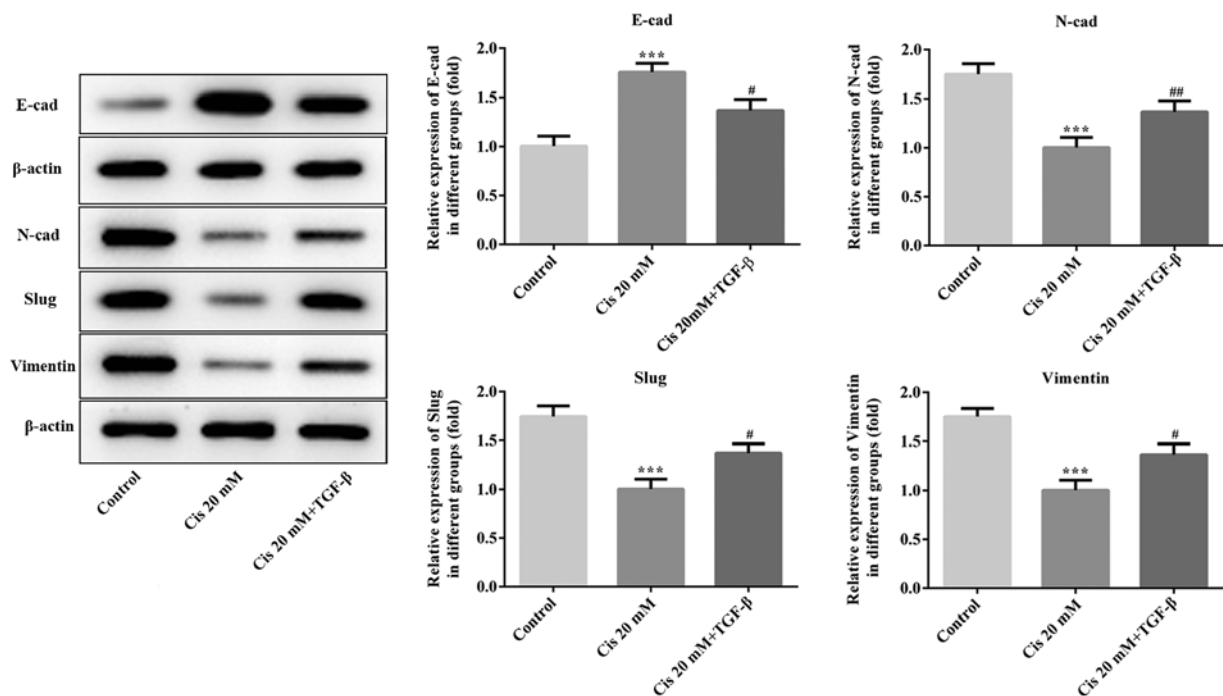 E-cad
β-actin
N-cad
Slug
Vimentin
β-actin
Control
Cis 20 mM
Cis 20 mM+TGF-β
E-cad
Relative expression of E-cad
in different groups (fold)
2.0
1.5
1.0
0.5
0.0
***
#
Control
Cis 20 mM
Cis 20mM+TGF-β
N-cad
Relative expression of N-cad
in different groups (fold)
2.0
1.5
1.0
0.5
0.0
***
##
Control
Cis 20 mM
Cis 20 mM+TGF-β
Slug
Relative expression of Slug
in different groups (fold)
2.0
1.5
1.0
0.5
0.0
***
#
Control
Cis 20 mM
Cis 20 mM+TGF-β
Vimentin
Relative expression of Vimentin
in different groups (fold)
2.0
1.5
1.0
0.5
0.0
***
#
Control
Cis 20 mM
Cis 20 mM+TGF-β